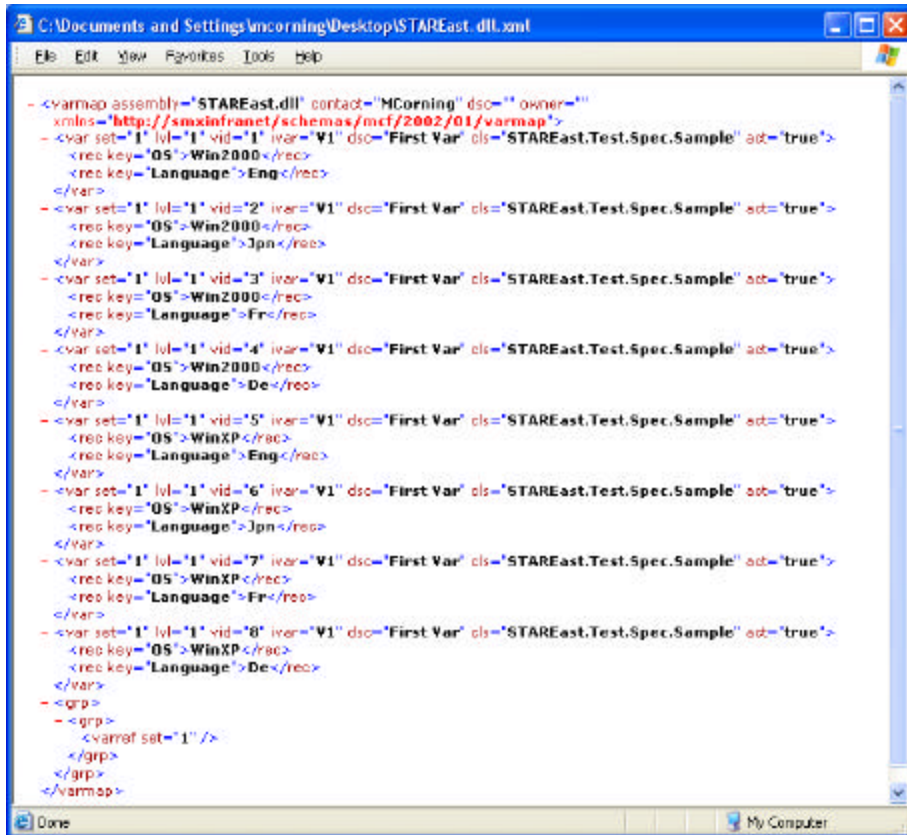 C:\Documents and Settings\mcorning\Desktop\STAREast.dll.xml
File Edit View Favorites Tools Help
- <varmap assembly="STAREast.dll" contact="MCorning" dsc="" owner=""
xmlns="http://smxinfranet/schemas/mcf/2002/01/varmap">
- <var set="1" lvl="1" vid="1" ivar="V1" dsc="First Var" cls="STAREast.Test.Spec.Sample" act="true">
<rec key="OS">Win2000</rec>
<rec key="Language">Eng</rec>
</var>
- <var set="1" lvl="1" vid="2" ivar="V1" dsc="First Var" cls="STAREast.Test.Spec.Sample" act="true">
<rec key="OS">Win2000</rec>
<rec key="Language">Jpn</rec>
</var>
- <var set="1" lvl="1" vid="3" ivar="V1" dsc="First Var" cls="STAREast.Test.Spec.Sample" act="true">
<rec key="OS">Win2000</rec>
<rec key="Language">Fr</rec>
</var>
- <var set="1" lvl="1" vid="4" ivar="V1" dsc="First Var" cls="STAREast.Test.Spec.Sample" act="true">
<rec key="OS">Win2000</rec>
<rec key="Language">De</rec>
</var>
- <var set="1" lvl="1" vid="5" ivar="V1" dsc="First Var" cls="STAREast.Test.Spec.Sample" act="true">
<rec key="OS">WinXP</rec>
<rec key="Language">Eng</rec>
</var>
- <var set="1" lvl="1" vid="6" ivar="V1" dsc="First Var" cls="STAREast.Test.Spec.Sample" act="true">
<rec key="OS">WinXP</rec>
<rec key="Language">Jpn</rec>
</var>
- <var set="1" lvl="1" vid="7" ivar="V1" dsc="First Var" cls="STAREast.Test.Spec.Sample" act="true">
<rec key="OS">WinXP</rec>
<rec key="Language">Fr</rec>
</var>
- <var set="1" lvl="1" vid="8" ivar="V1" dsc="First Var" cls="STAREast.Test.Spec.Sample" act="true">
<rec key="OS">WinXP</rec>
<rec key="Language">De</rec>
</var>
- <grp>
- <grp>
<varref set="1" />
</grp>
</grp>
</varmap>
Done My Computer